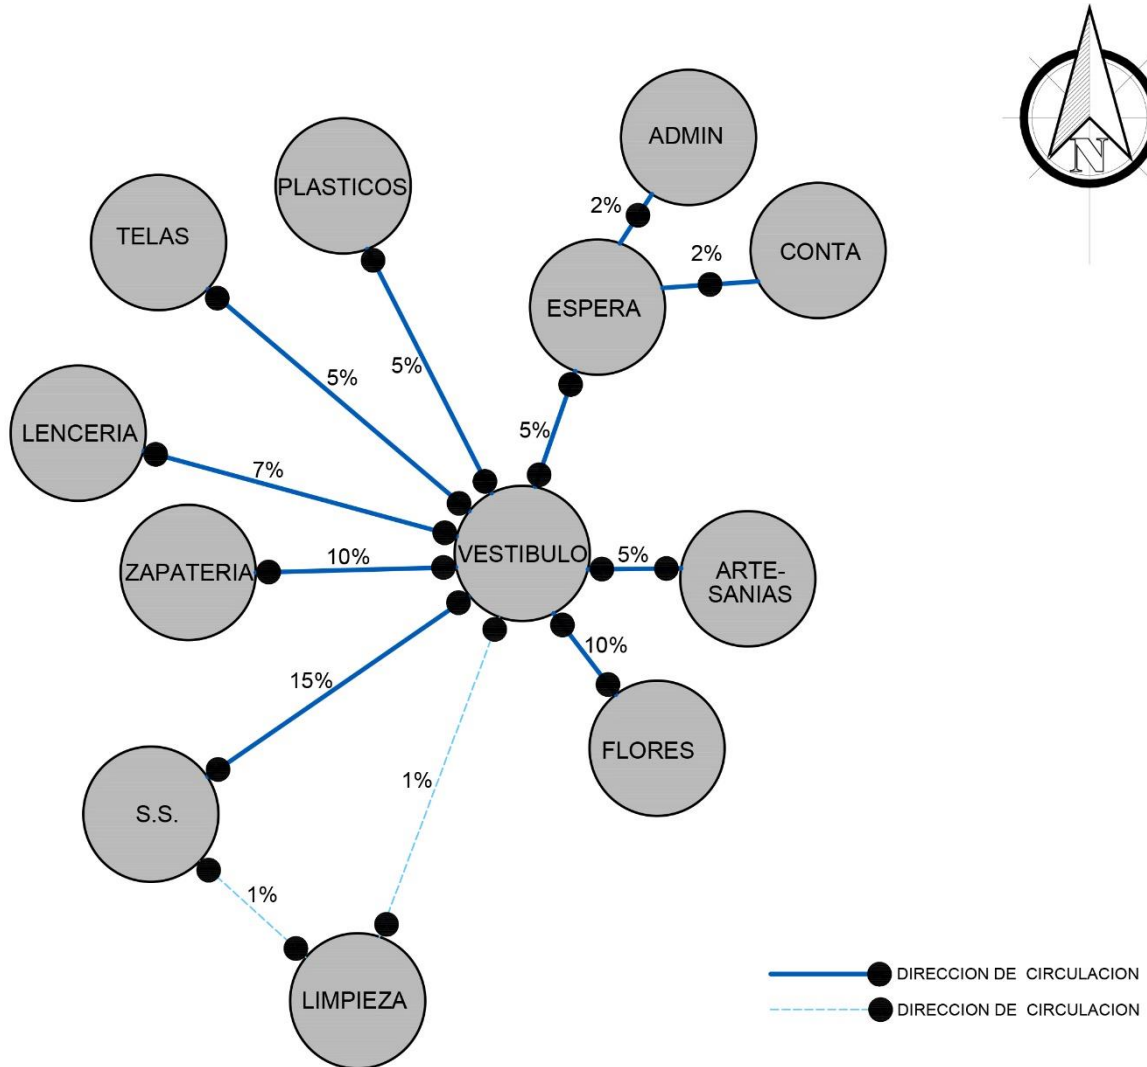 ADMIN
N
PLASTICOS
2%
TELAS
2%
CONTA
ESPERA
5%
5%
5%
LENCERIA
7%
VESTIBULO
10%
5%
ARTE-
SANIAS
ZAPATERIA
10%
15%
FLORES
1%
S.S.
1%
LIMPIEZA
DIRECCION DE CIRCULACION
DIRECCION DE CIRCULACION